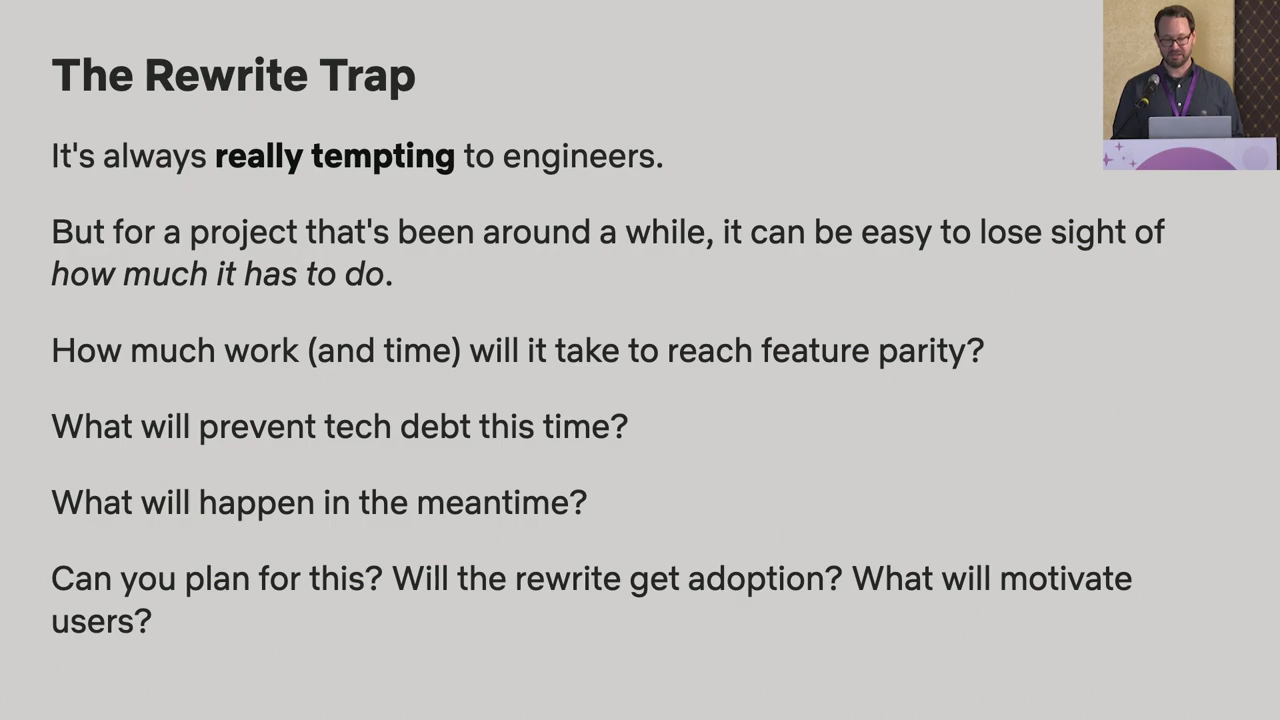 The Rewrite Trap
It's always really tempting to engineers.
But for a project that's been around a while, it can be easy to lose sight of
how much it has to do.
How much work (and time) will it take to reach feature parity?
What will prevent tech debt this time?
What will happen in the meantime?
Can you plan for this? Will the rewrite get adoption? What will motivate
users?